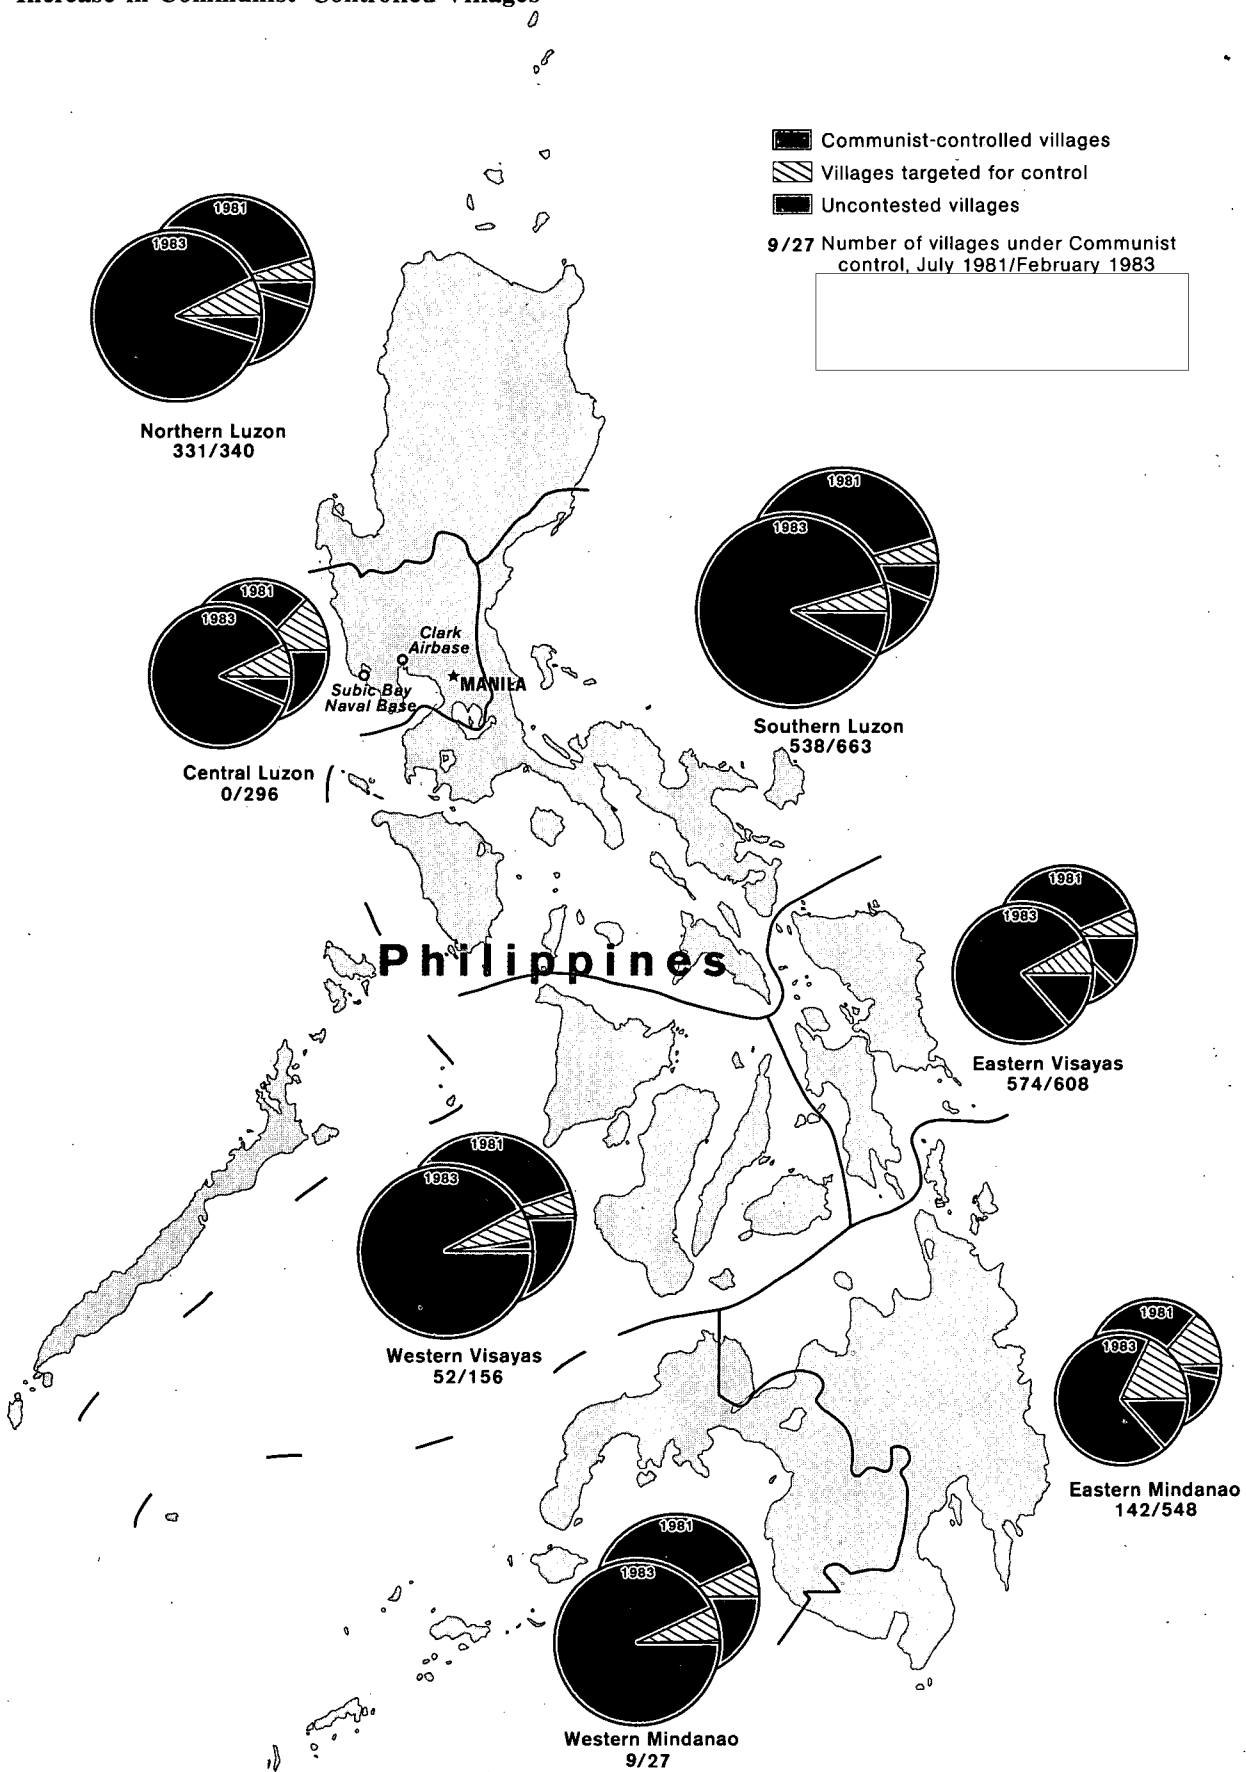 Increase in Communist-Controlled Villages
Communist-controlled villages
Villages targeted for control
Uncontested villages
9/27 Number of villages under Communist
control, July 1981/February 1983
1981
1983
Northern Luzon
331/340
1981
1983
Southern Luzon
538/663
1981
1983
Central Luzon
0/296
Clark
Airbase
Subic Bay
Naval Base
MANILA
Philippines
1981
1983
Eastern Visayas
574/608
1981
1983
Western Visayas
52/156
1981
1983
Eastern Mindanao
142/548
1981
1983
Western Mindanao
9/27